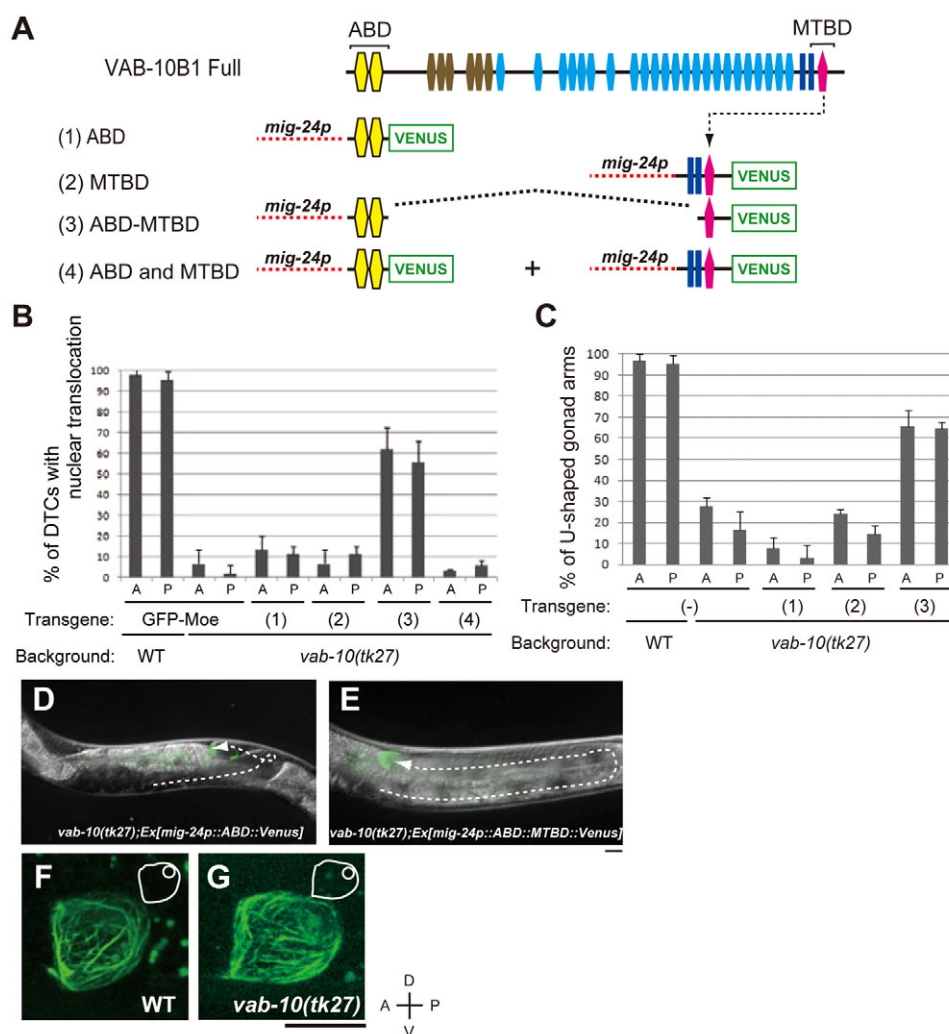 A
ABD
MTBD
VAB-10B1 Full
(1) ABD
mig-24p
VENUS
(2) MTBD
mig-24p
VENUS
(3) ABD-MTBD
mig-24p
VENUS
(4) ABD and MTBD
mig-24p
VENUS
+
mig-24p
VENUS
B
% of DTCs with
nuclear translocation
100
90
80
70
60
50
40
30
20
10
0
A P A P A P A P A P A P
Transgene: GFP-Moe (1) (2) (3) (4)
Background: WT vab-10(tk27)
C
% of U-shaped gonad arms
100
90
80
70
60
50
40
30
20
10
0
A P A P A P A P A P
Transgene: (-) (1) (2) (3)
Background: WT vab-10(tk27)
D
vab-10(tk27);Ex[mig-24p::ABD::Venus]
E
vab-10(tk27);Ex[mig-24p::ABD::MTBD::Venus]
F
WT
G
vab-10(tk27)
D
A P
V